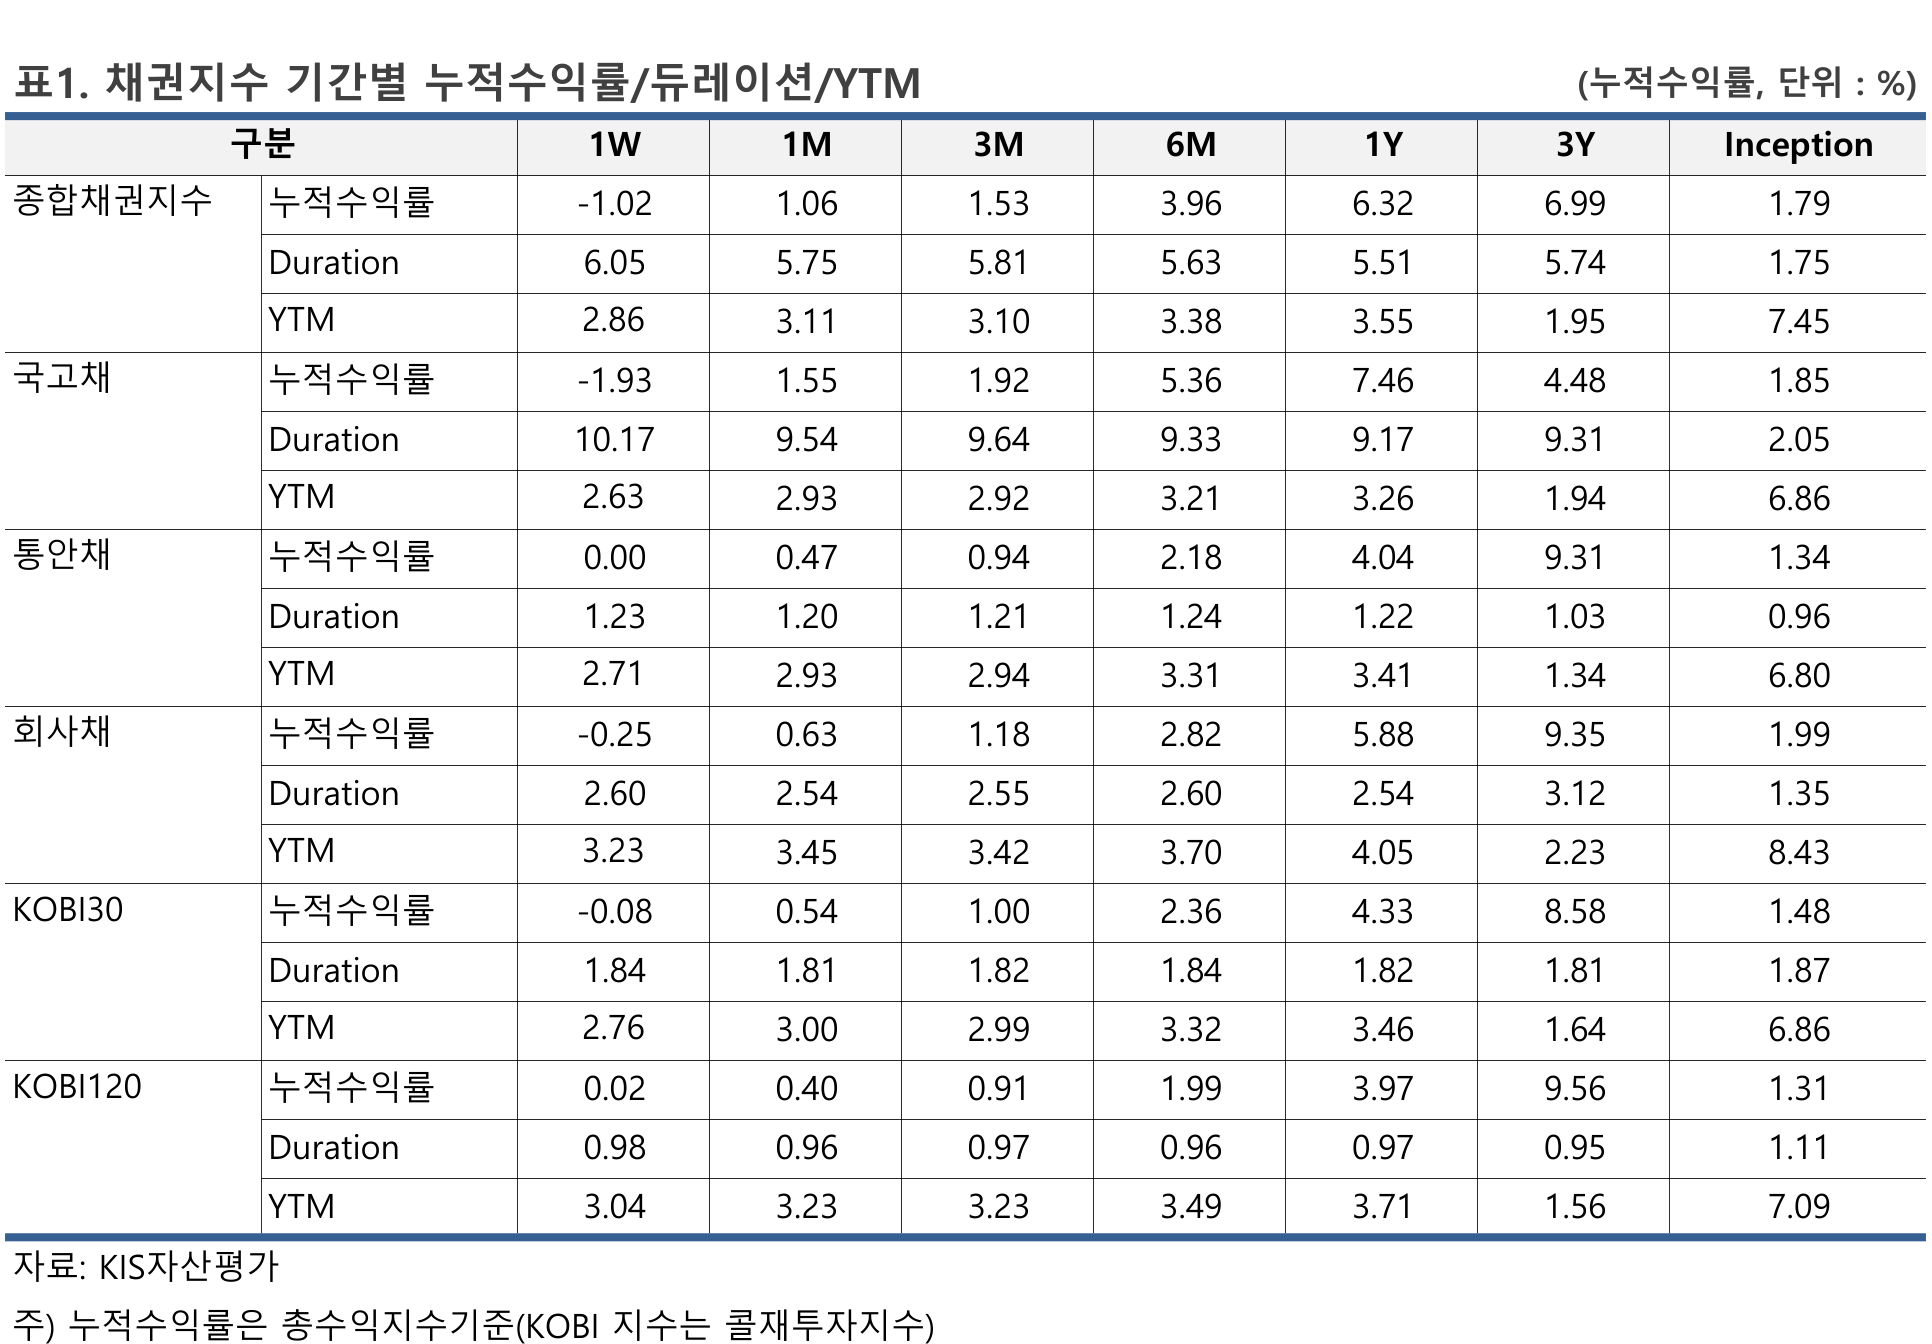 표1. 채권지수 기간별 누적수익률/듀레이션/YTM (누적수익률, 단위 : %)
구분 1W 1M 3M 6M 1Y 3Y Inception
종합채권지수 누적수익률 -1.02 1.06 1.53 3.96 6.32 6.99 1.79
Duration 6.05 5.75 5.81 5.63 5.51 5.74 1.75
YTM 2.86 3.11 3.10 3.38 3.55 1.95 7.45
국고채 누적수익률 -1.93 1.55 1.92 5.36 7.46 4.48 1.85
Duration 10.17 9.54 9.64 9.33 9.17 9.31 2.05
YTM 2.63 2.93 2.92 3.21 3.26 1.94 6.86
통안채 누적수익률 0.00 0.47 0.94 2.18 4.04 9.31 1.34
Duration 1.23 1.20 1.21 1.24 1.22 1.03 0.96
YTM 2.71 2.93 2.94 3.31 3.41 1.34 6.80
회사채 누적수익률 -0.25 0.63 1.18 2.82 5.88 9.35 1.99
Duration 2.60 2.54 2.55 2.60 2.54 3.12 1.35
YTM 3.23 3.45 3.42 3.70 4.05 2.23 8.43
KOBI30 누적수익률 -0.08 0.54 1.00 2.36 4.33 8.58 1.48
Duration 1.84 1.81 1.82 1.84 1.82 1.81 1.87
YTM 2.76 3.00 2.99 3.32 3.46 1.64 6.86
KOBI120 누적수익률 0.02 0.40 0.91 1.99 3.97 9.56 1.31
Duration 0.98 0.96 0.97 0.96 0.97 0.95 1.11
YTM 3.04 3.23 3.23 3.49 3.71 1.56 7.09
자료: KIS자산평가
주) 누적수익률은 총수익지수기준(KOBI 지수는 콜재투자지수)